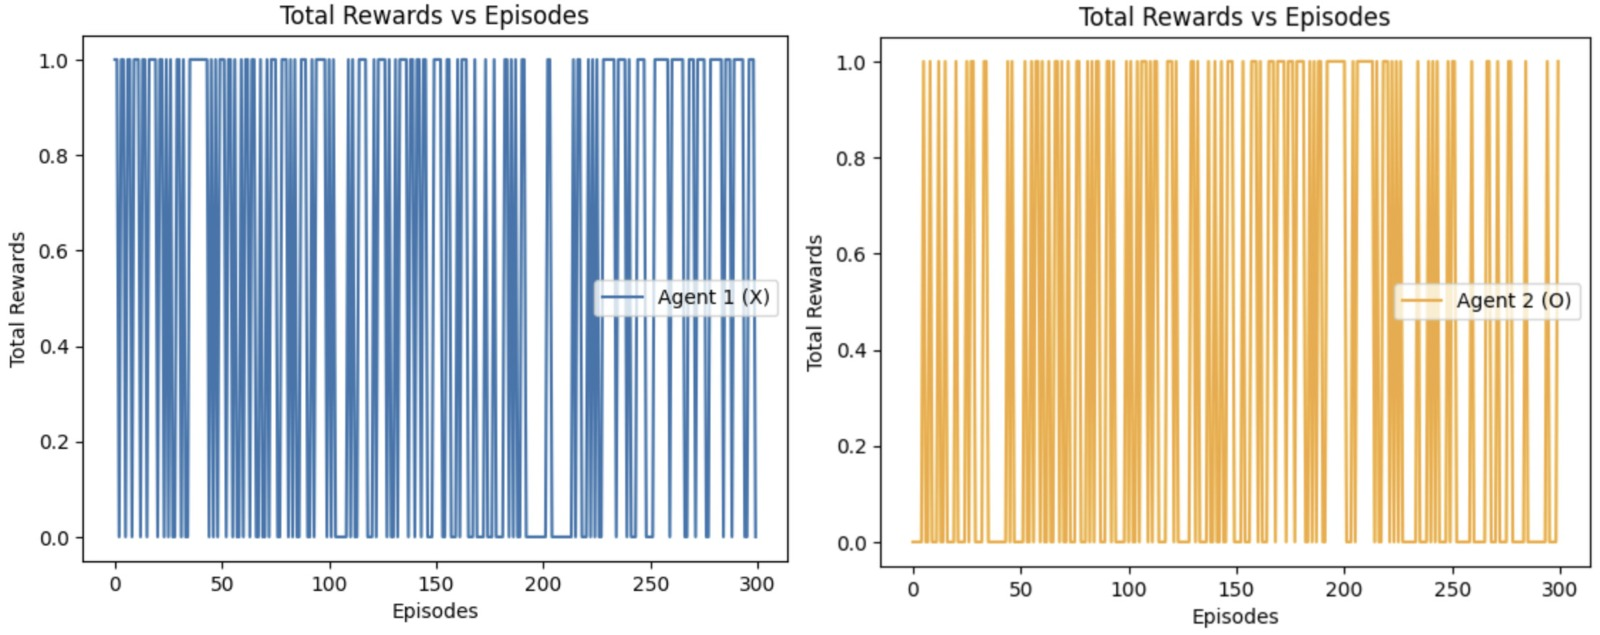 Total Rewards vs Episodes
1.0
0.8
0.6
0.4
0.2
0.0
Total Rewards
Agent 1 (X)
0 50 100 150 200 250 300
Episodes
Total Rewards vs Episodes
1.0
0.8
0.6
0.4
0.2
0.0
Total Rewards
Agent 2 (O)
0 50 100 150 200 250 300
Episodes